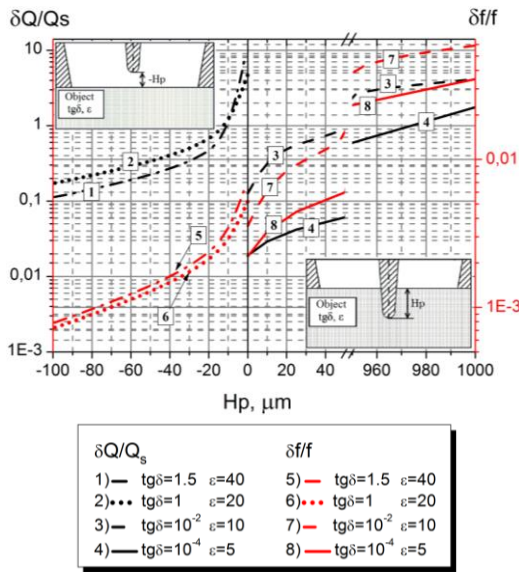 δQ/Qs δf/f
10
1
0,1
0,01
1E-3
0,01
1E-3
-Hp
Object
tgδ, ε
Hp
Object
tgδ, ε
1
2
3
7
8
4
5
6
7
3
8
4
-100 -80 -60 -40 -20 0 20 40 960 980 1000
Hp, μm
δQ/Qs δf/f
1) tgδ=1.5 ε=40 5) tgδ=1.5 ε=40
2) tgδ=1 ε=20 6) tgδ=1 ε=20
3) tgδ=10⁻² ε=10 7) tgδ=10⁻² ε=10
4) tgδ=10⁻⁴ ε=5 8) tgδ=10⁻⁴ ε=5